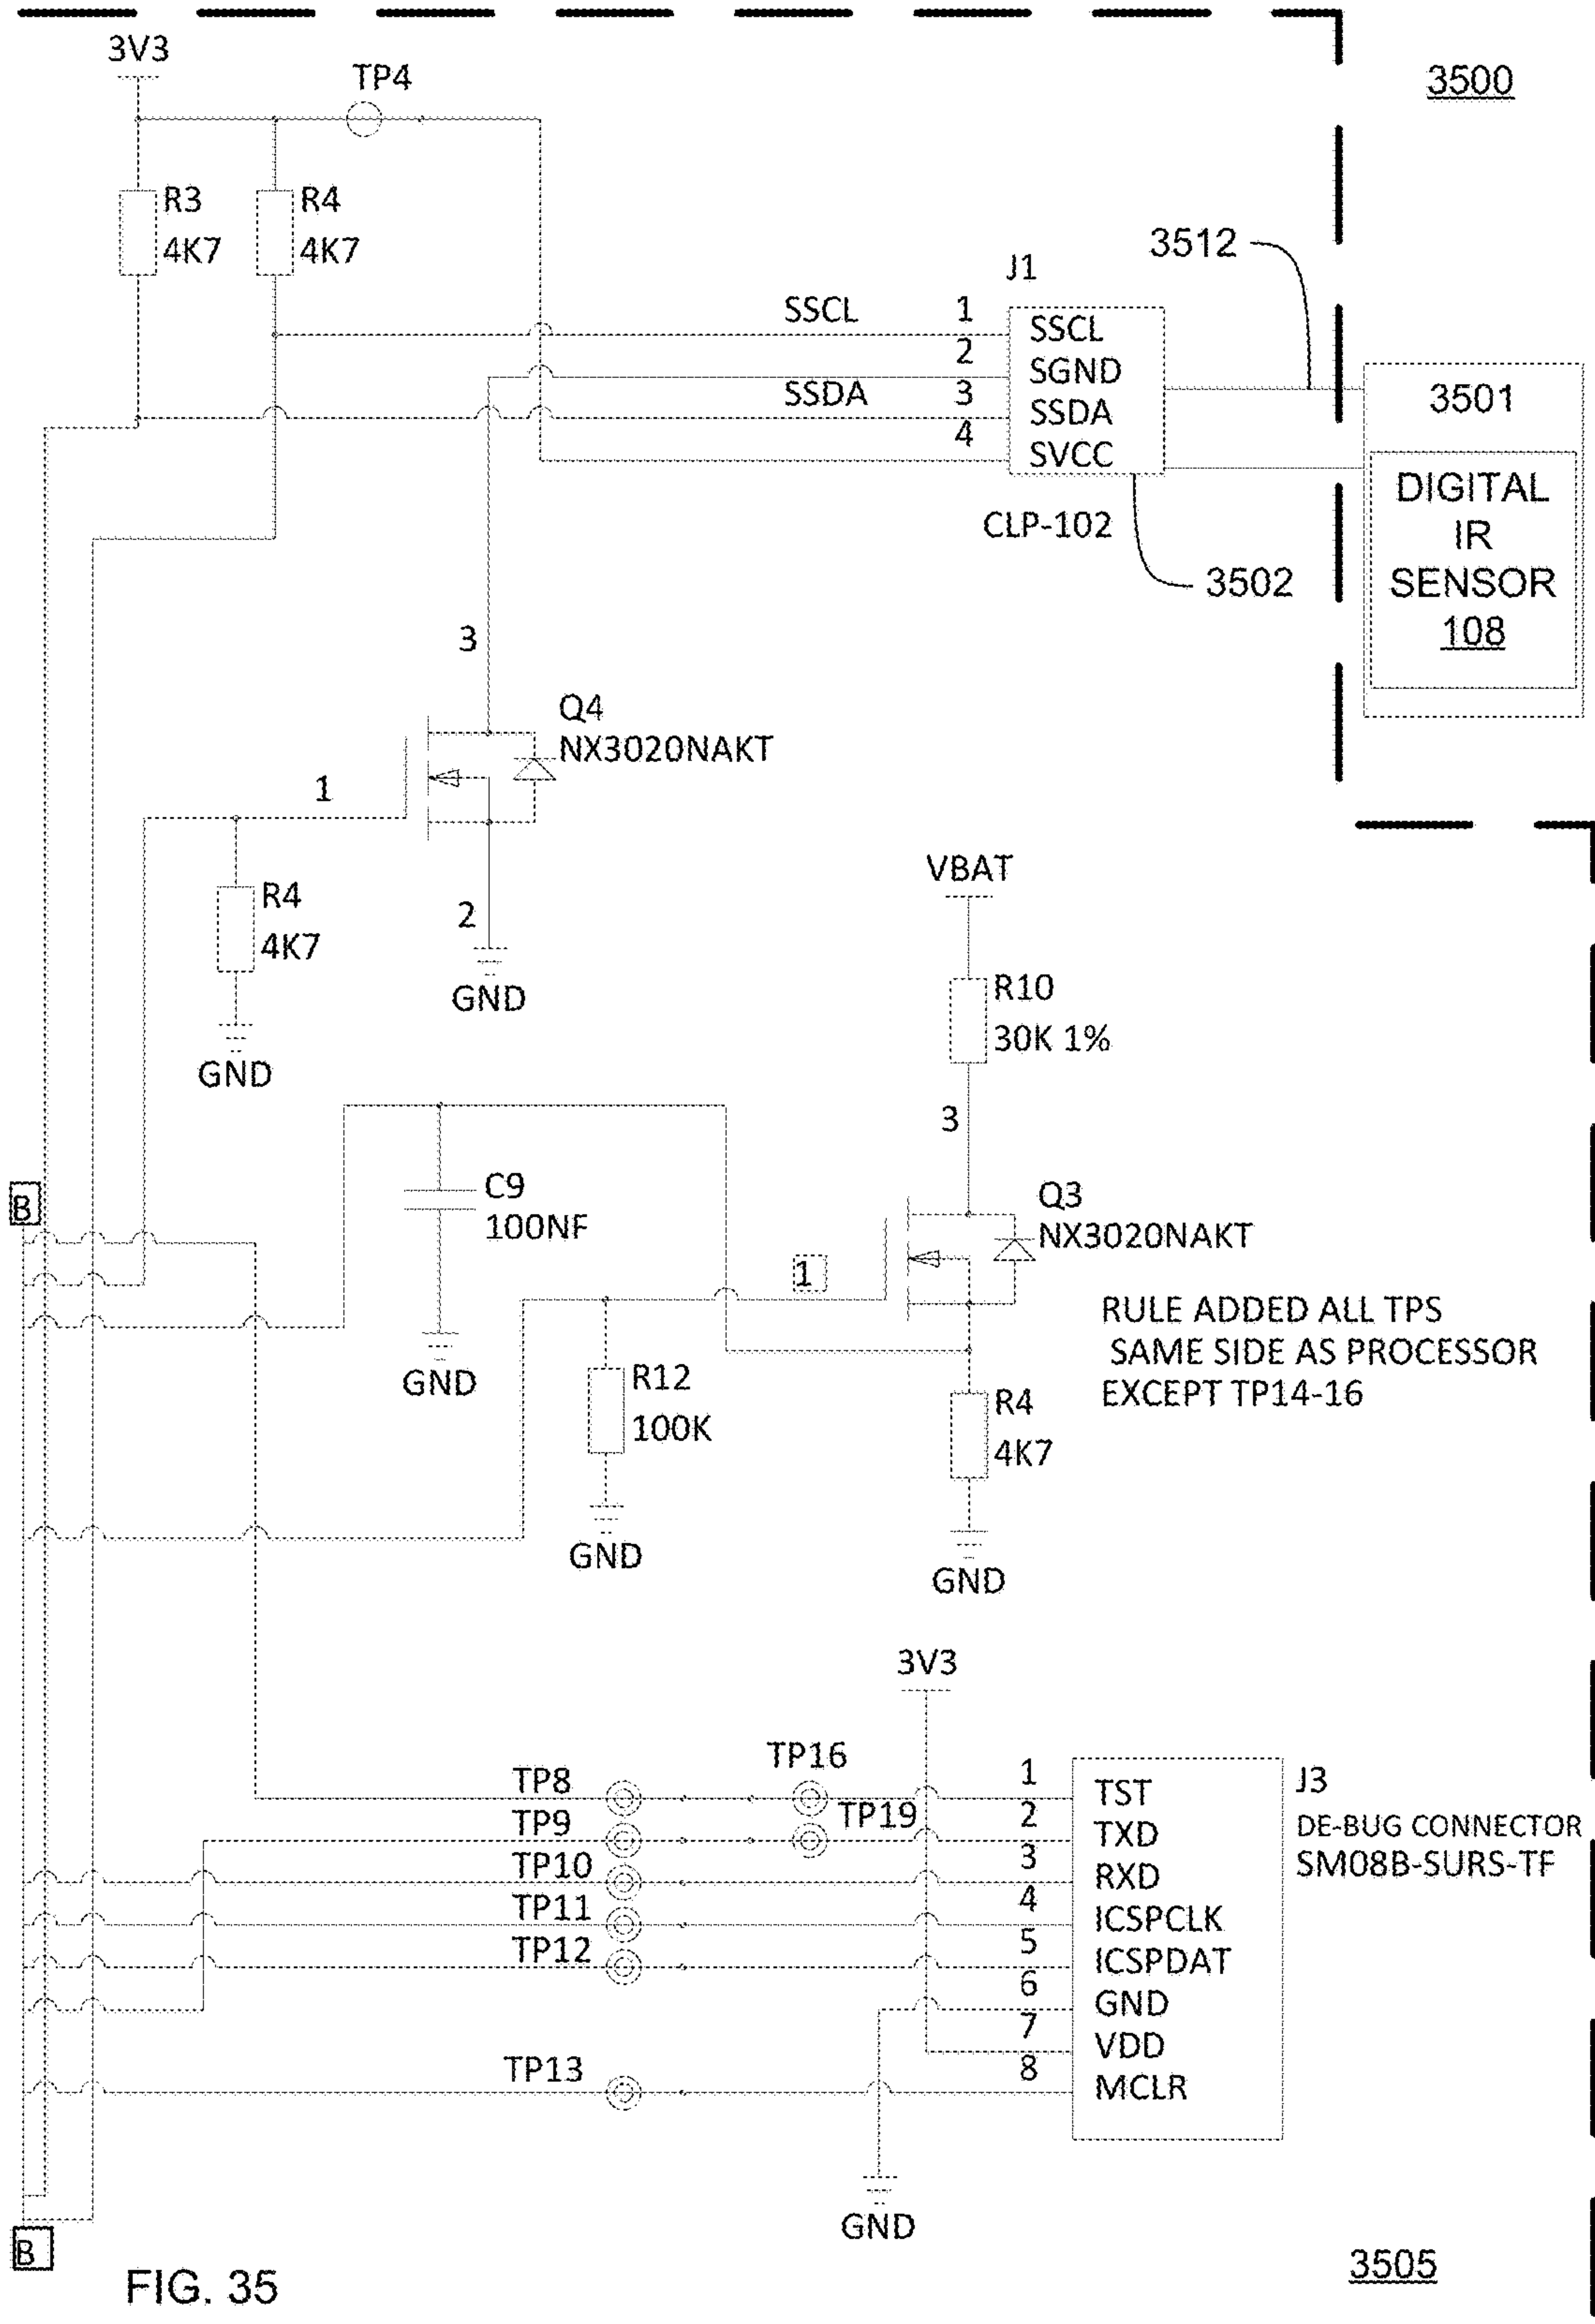 3V3
TP4
3500
R3
4K7
R4
4K7
3512
J1
SSCL
1
SSCL
2
SGND
SSDA
3
SSDA
4
SVCC
3501
DIGITAL
IR
SENSOR
108
CLP-102
3502
3
Q4
NX3020NAKT
1
R4
4K7
2
GND
GND
VBAT
R10
30K 1%
3
B
C9
100NF
Q3
NX3020NAKT
1
RULE ADDED ALL TPS
SAME SIDE AS PROCESSOR
EXCEPT TP14-16
GND
R12
100K
R4
4K7
GND
GND
3V3
TP8
TP16
1
TST
J3
TP9
TP19
2
TXD
DE-BUG CONNECTOR
SM08B-SURS-TF
TP10
3
RXD
TP11
4
ICSPCLK
TP12
5
ICSPDAT
6
GND
7
VDD
TP13
8
MCLR
GND
B
FIG. 35
3505